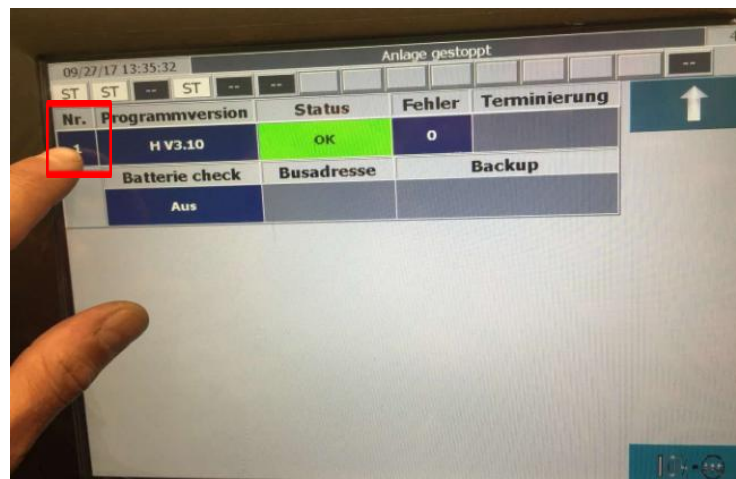 Anlage gestoppt
4
09/27/17 13:35:32
ST ST -- ST -- -- --
Nr. Programmversion Status Fehler Terminierung
1 H V3.10 OK 0
Batterie check Busadresse Backup
Aus